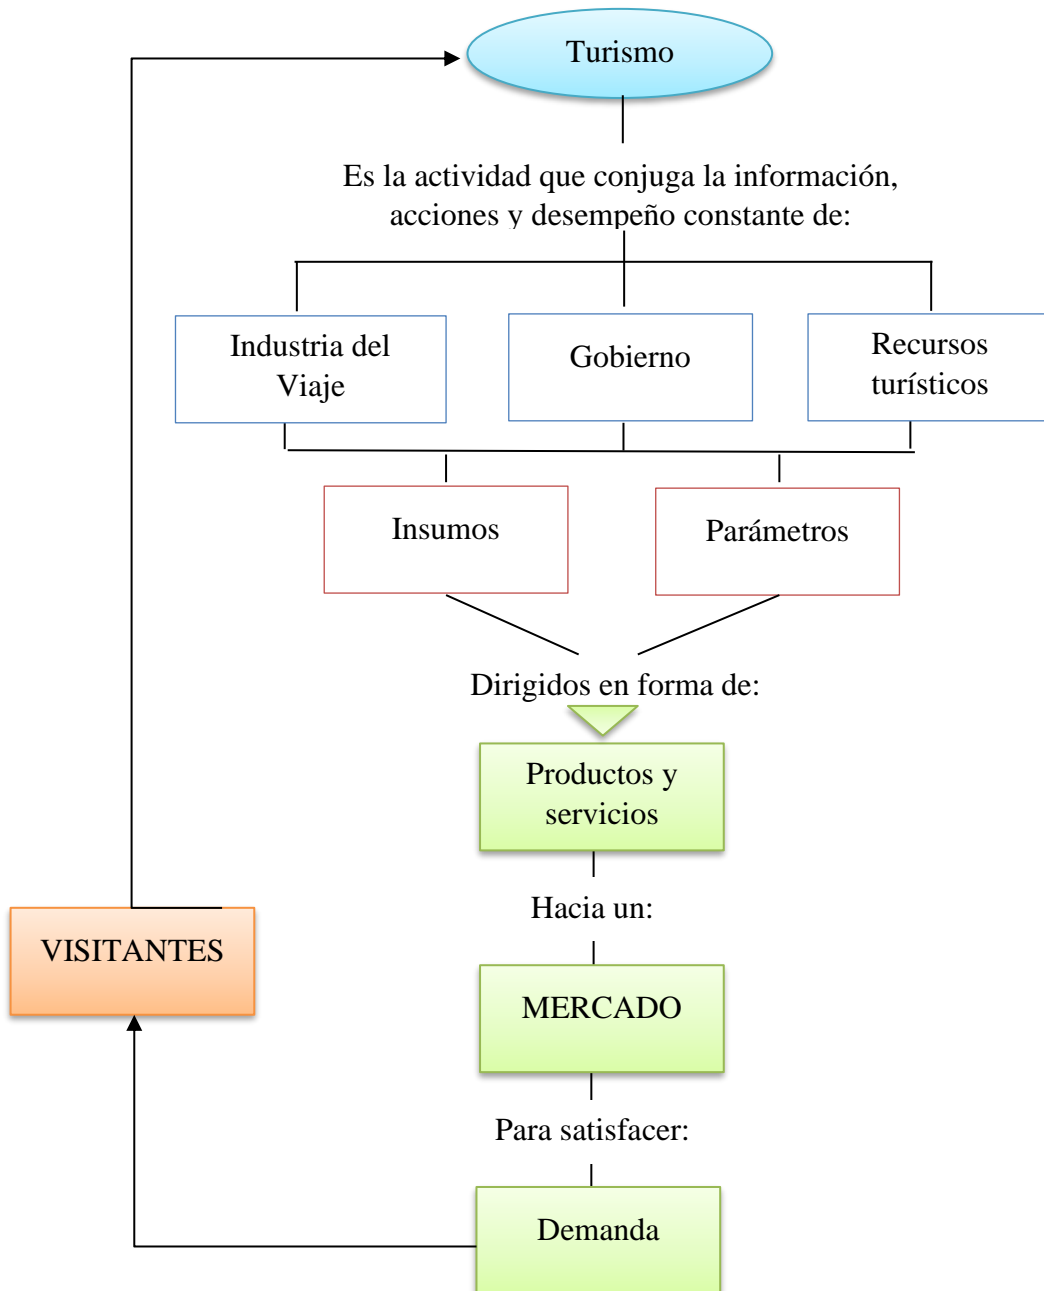 Turismo
Es la actividad que conjuga la información,
acciones y desempeño constante de:
Industria del
Viaje
Gobierno
Recursos
turísticos
Insumos
Parámetros
Dirigidos en forma de:
Productos y
servicios
Hacia un:
VISITANTES
MERCADO
Para satisfacer:
Demanda